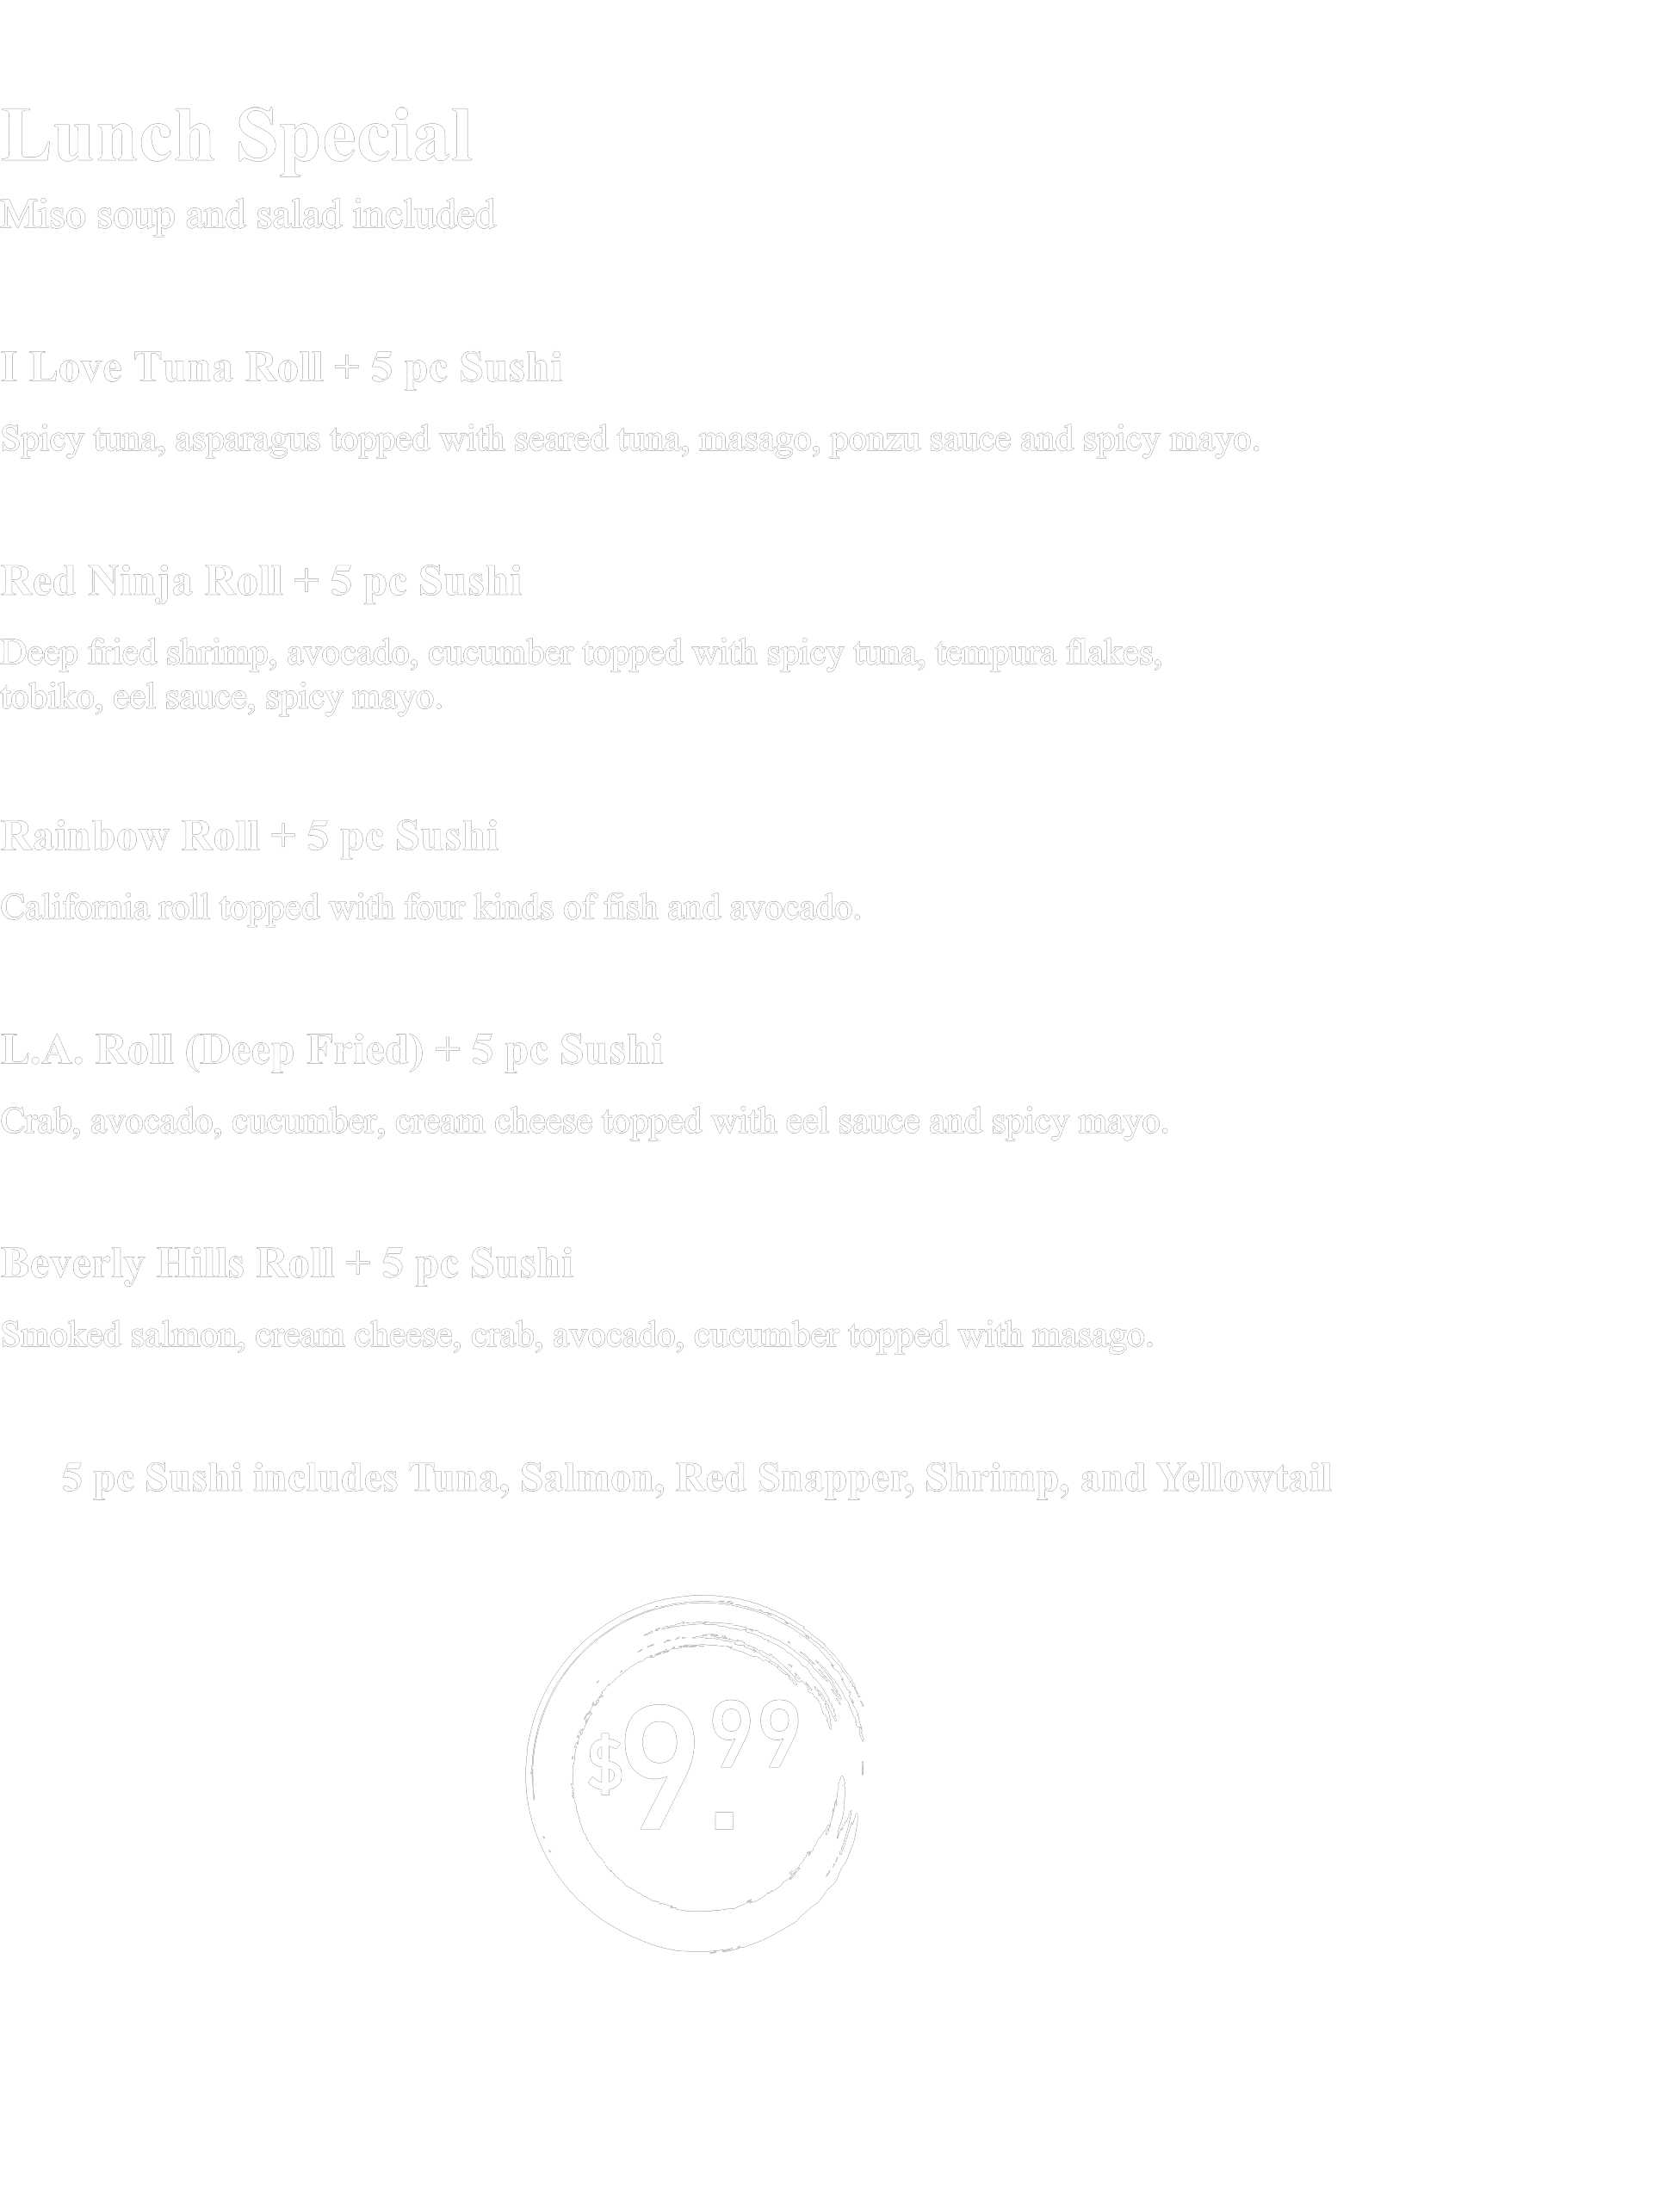 Lunch Special
Miso soup and salad included
I Love Tuna Roll + 5 pc Sushi
Spicy tuna, asparagus topped with seared tuna, masago, ponzu sauce and spicy mayo.
Red Ninja Roll + 5 pc Sushi
Deep fried shrimp, avocado, cucumber topped with spicy tuna, tempura flakes,
tobiko, eel sauce, spicy mayo.
Rainbow Roll + 5 pc Sushi
California roll topped with four kinds of fish and avocado.
L.A. Roll (Deep Fried) + 5 pc Sushi
Crab, avocado, cucumber, cream cheese topped with eel sauce and spicy mayo.
Beverly Hills Roll + 5 pc Sushi
Smoked salmon, cream cheese, crab, avocado, cucumber topped with masago.
5 pc Sushi includes Tuna, Salmon, Red Snapper, Shrimp, and Yellowtail
$9.99